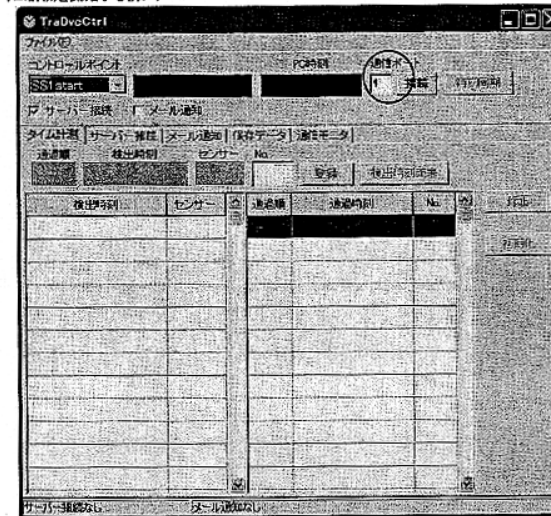 TraDvcCtrl
ファイル(F)
コントロールポイント
PC時刻
通信ポート
SS1start
1
接続
サーバー接続
メール通知
タイム計測
サーバー接続
メール通知
保存データ
通信モニタ
通過順
検出時刻
センサー
No.
登録
検出時刻
センサー
通過順
通過時刻
No.
サーバー接続なし
メール通知なし